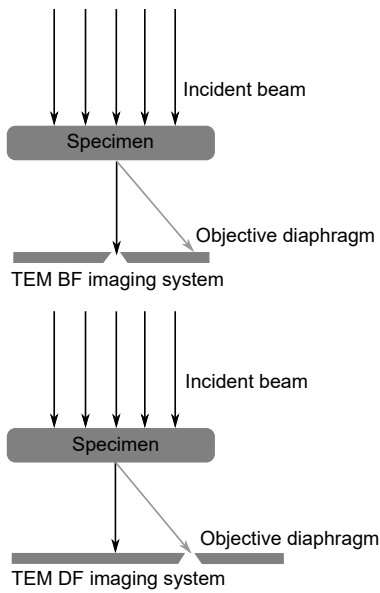 Incident beam
Specimen
Objective diaphragm
TEM BF imaging system
Incident beam
Specimen
Objective diaphragm
TEM DF imaging system